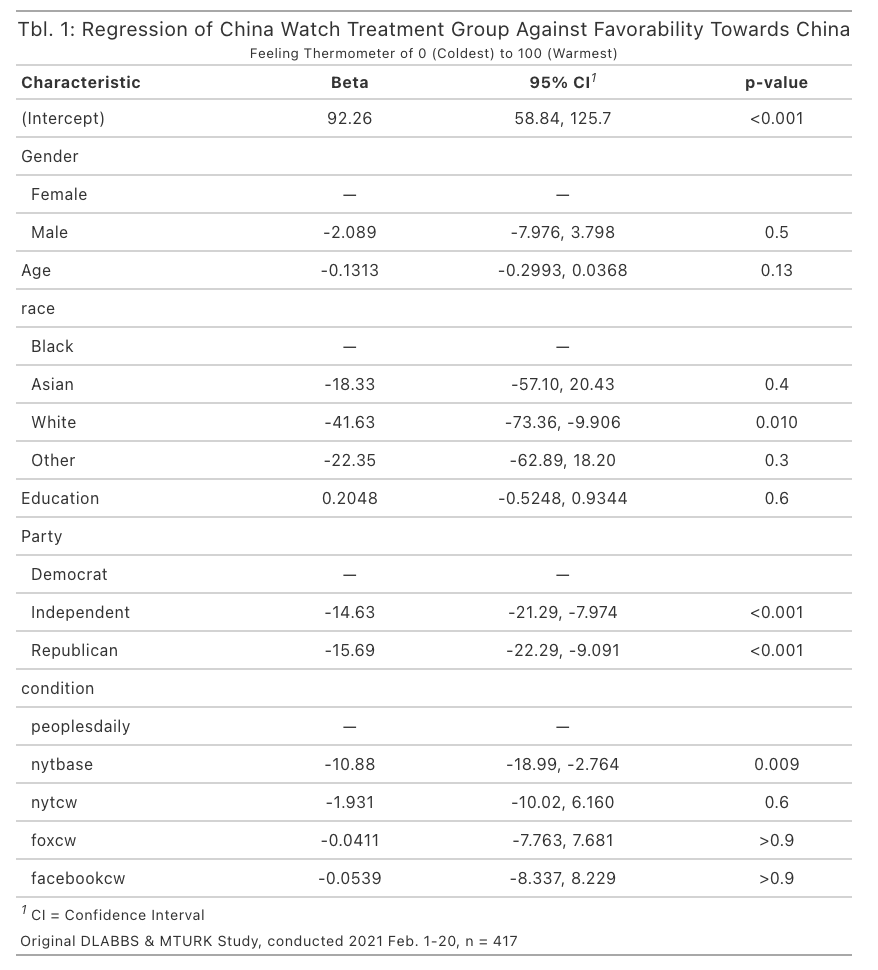 Tbl. 1: Regression of China Watch Treatment Group Against Favorability Towards China
Feeling Thermometer of 0 (Coldest) to 100 (Warmest)
Characteristic Beta 95% CI1 p-value
(Intercept) 92.26 58.84, 125.7 <0.001
Gender
Female — —
Male -2.089 -7.976, 3.798 0.5
Age -0.1313 -0.2993, 0.0368 0.13
race
Black — —
Asian -18.33 -57.10, 20.43 0.4
White -41.63 -73.36, -9.906 0.010
Other -22.35 -62.89, 18.20 0.3
Education 0.2048 -0.5248, 0.9344 0.6
Party
Democrat — —
Independent -14.63 -21.29, -7.974 <0.001
Republican -15.69 -22.29, -9.091 <0.001
condition
peoplesdaily — —
nytbase -10.88 -18.99, -2.764 0.009
nytcw -1.931 -10.02, 6.160 0.6
foxcw -0.0411 -7.763, 7.681 >0.9
facebookcw -0.0539 -8.337, 8.229 >0.9
1 CI = Confidence Interval
Original DLABBS & MTURK Study, conducted 2021 Feb. 1-20, n = 417